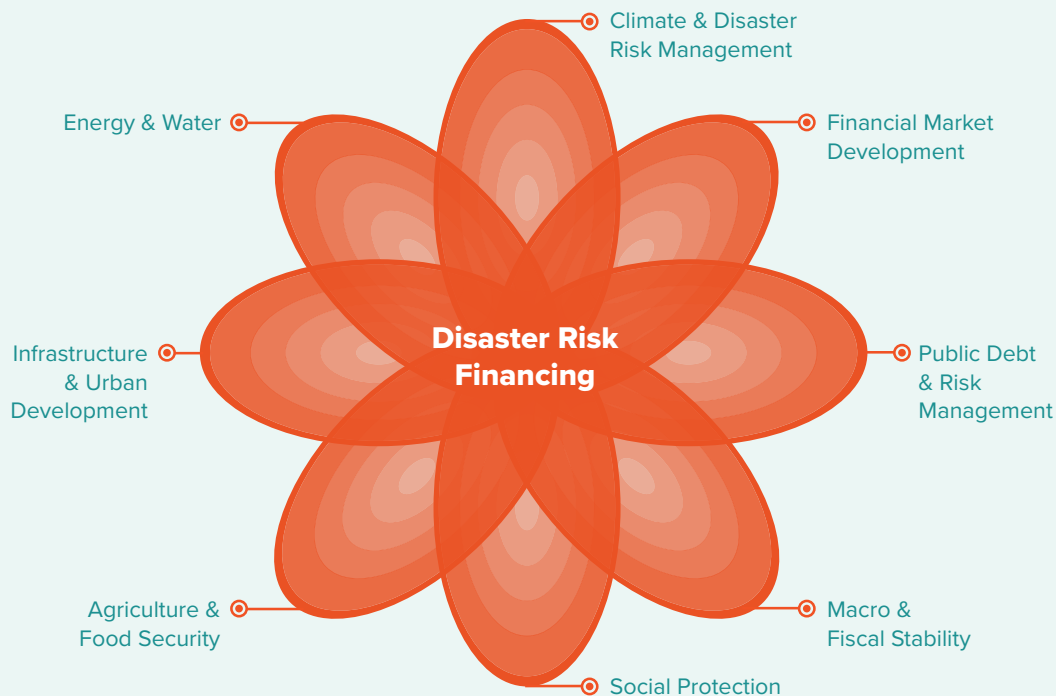 Climate & Disaster
Risk Management
Energy & Water
Financial Market
Development
Disaster Risk
Financing
Infrastructure
& Urban
Development
Public Debt
& Risk
Management
Agriculture &
Food Security
Macro &
Fiscal Stability
Social Protection